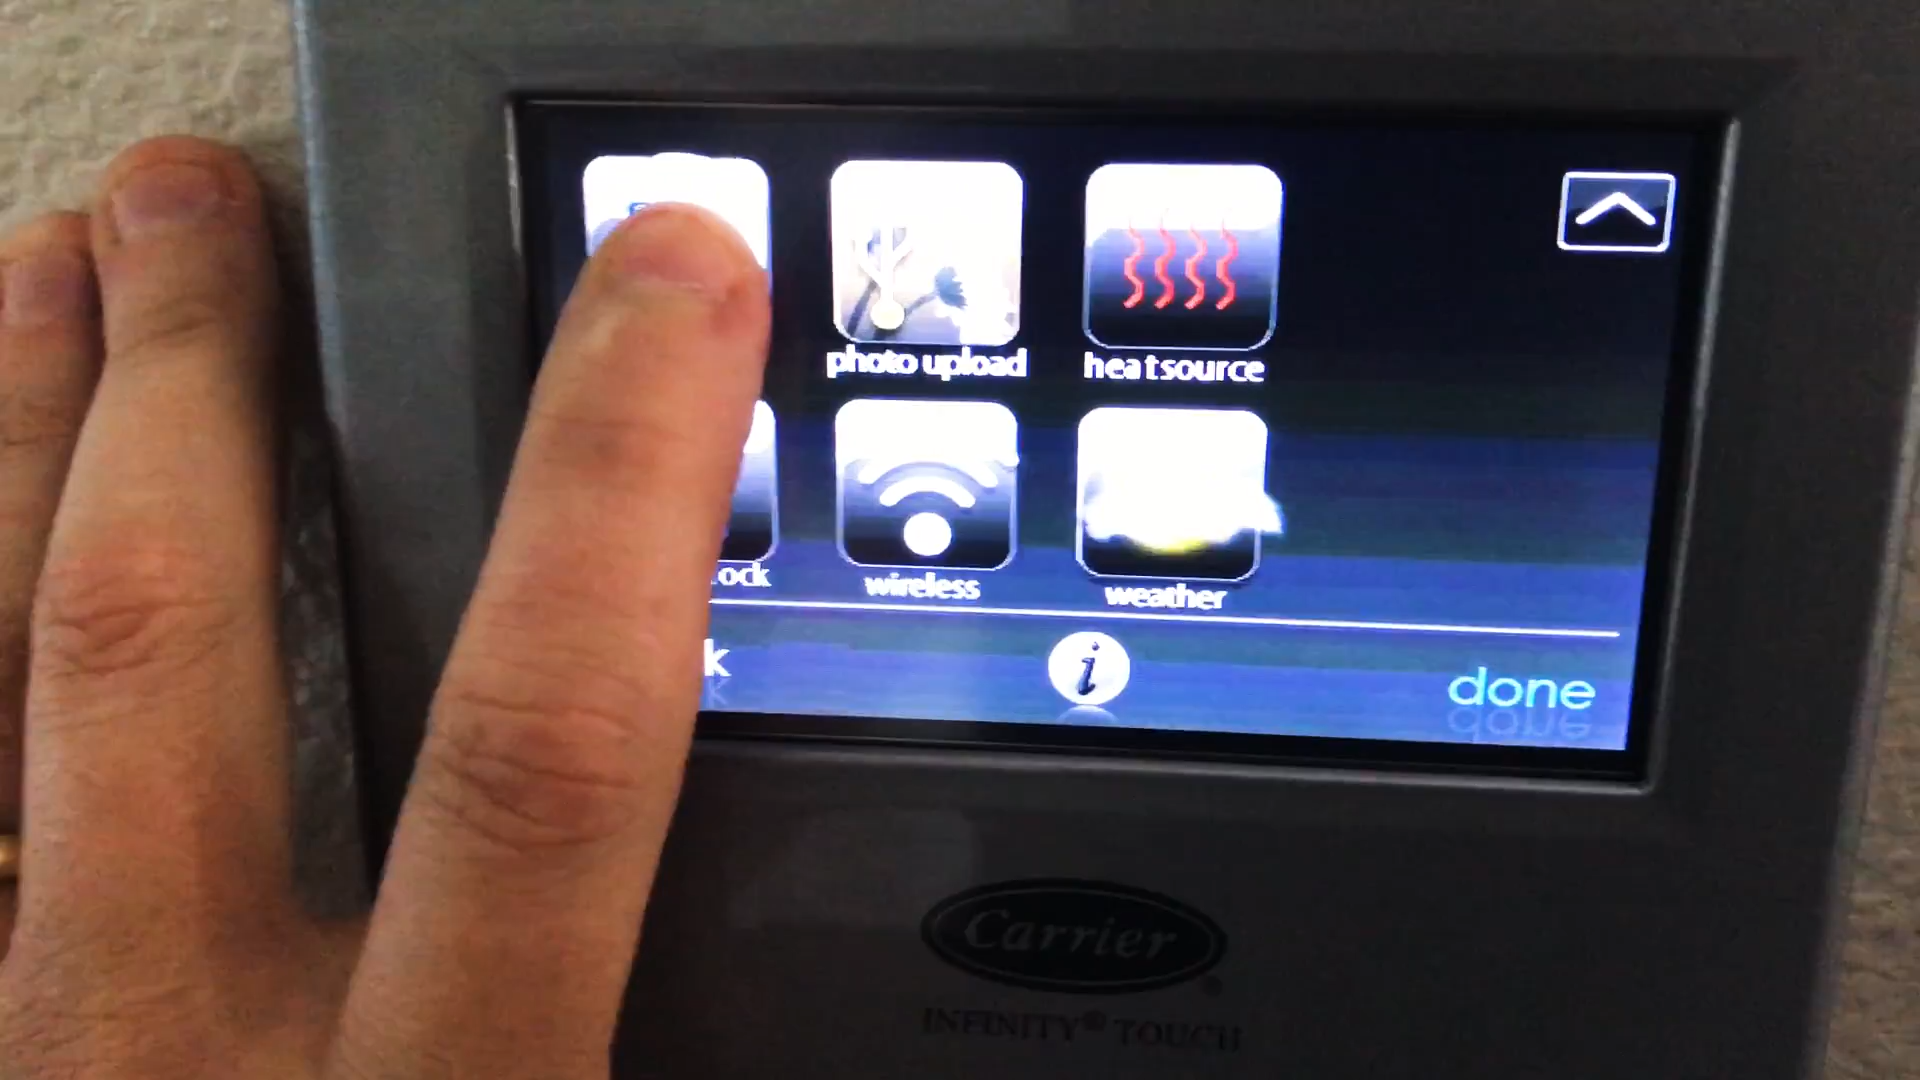 photo upload
heat source
ock
wireless
weather
k
i
done
Carrier
INFINITY® TOUCH